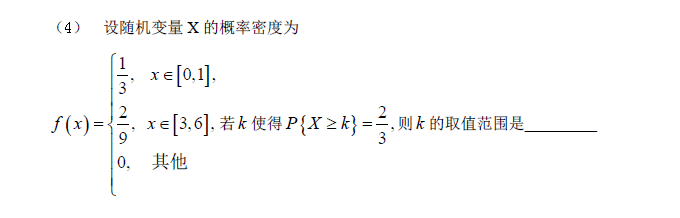 （4） 设随机变量 X 的概率密度为
f(x)={ 1/3, x∈[0,1],
2/9, x∈[3,6], 若 k 使得 P{X ≥ k} = 2/3, 则 k 的取值范围是________
0, 其他